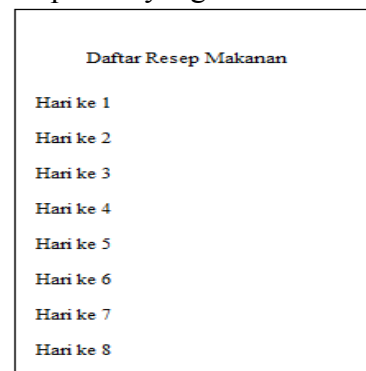 Daftar Resep Makanan
Hari ke 1
Hari ke 2
Hari ke 3
Hari ke 4
Hari ke 5
Hari ke 6
Hari ke 7
Hari ke 8